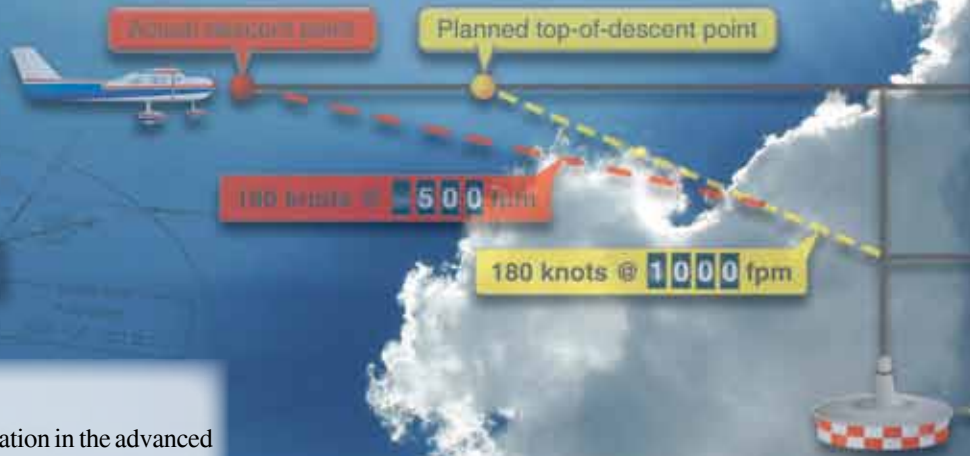 Actual descent point
Planned top-of-descent point
180 knots @ 500 fpm
180 knots @ 1000 fpm
ation in the advanced